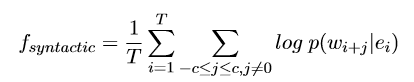 f_{syntactic} = \frac{1}{T} \sum_{i=1}^{T} \sum_{-c \leq j \leq c, j \neq 0} log p(w_{i+j}|e_i)